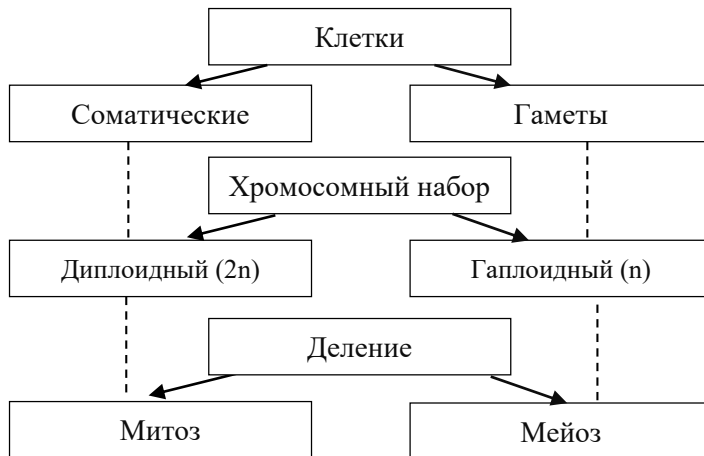 Клетки
Соматические
Гаметы
Хромосомный набор
Диплоидный (2n)
Гаплоидный (n)
Деление
Митоз
Мейоз